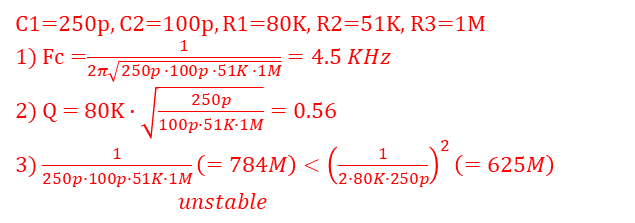 C1=250p, C2=100p, R1=80K, R2=51K, R3=1M
1) Fc = 1/(2π√(250p ·100p ·51K ·1M)) = 4.5 KHz
2) Q = 80K · √(250p/(100p·51K·1M)) = 0.56
3) 1/(250p·100p·51K·1M) (= 784M) < (1/(2·80K·250p))² (= 625M)
unstable